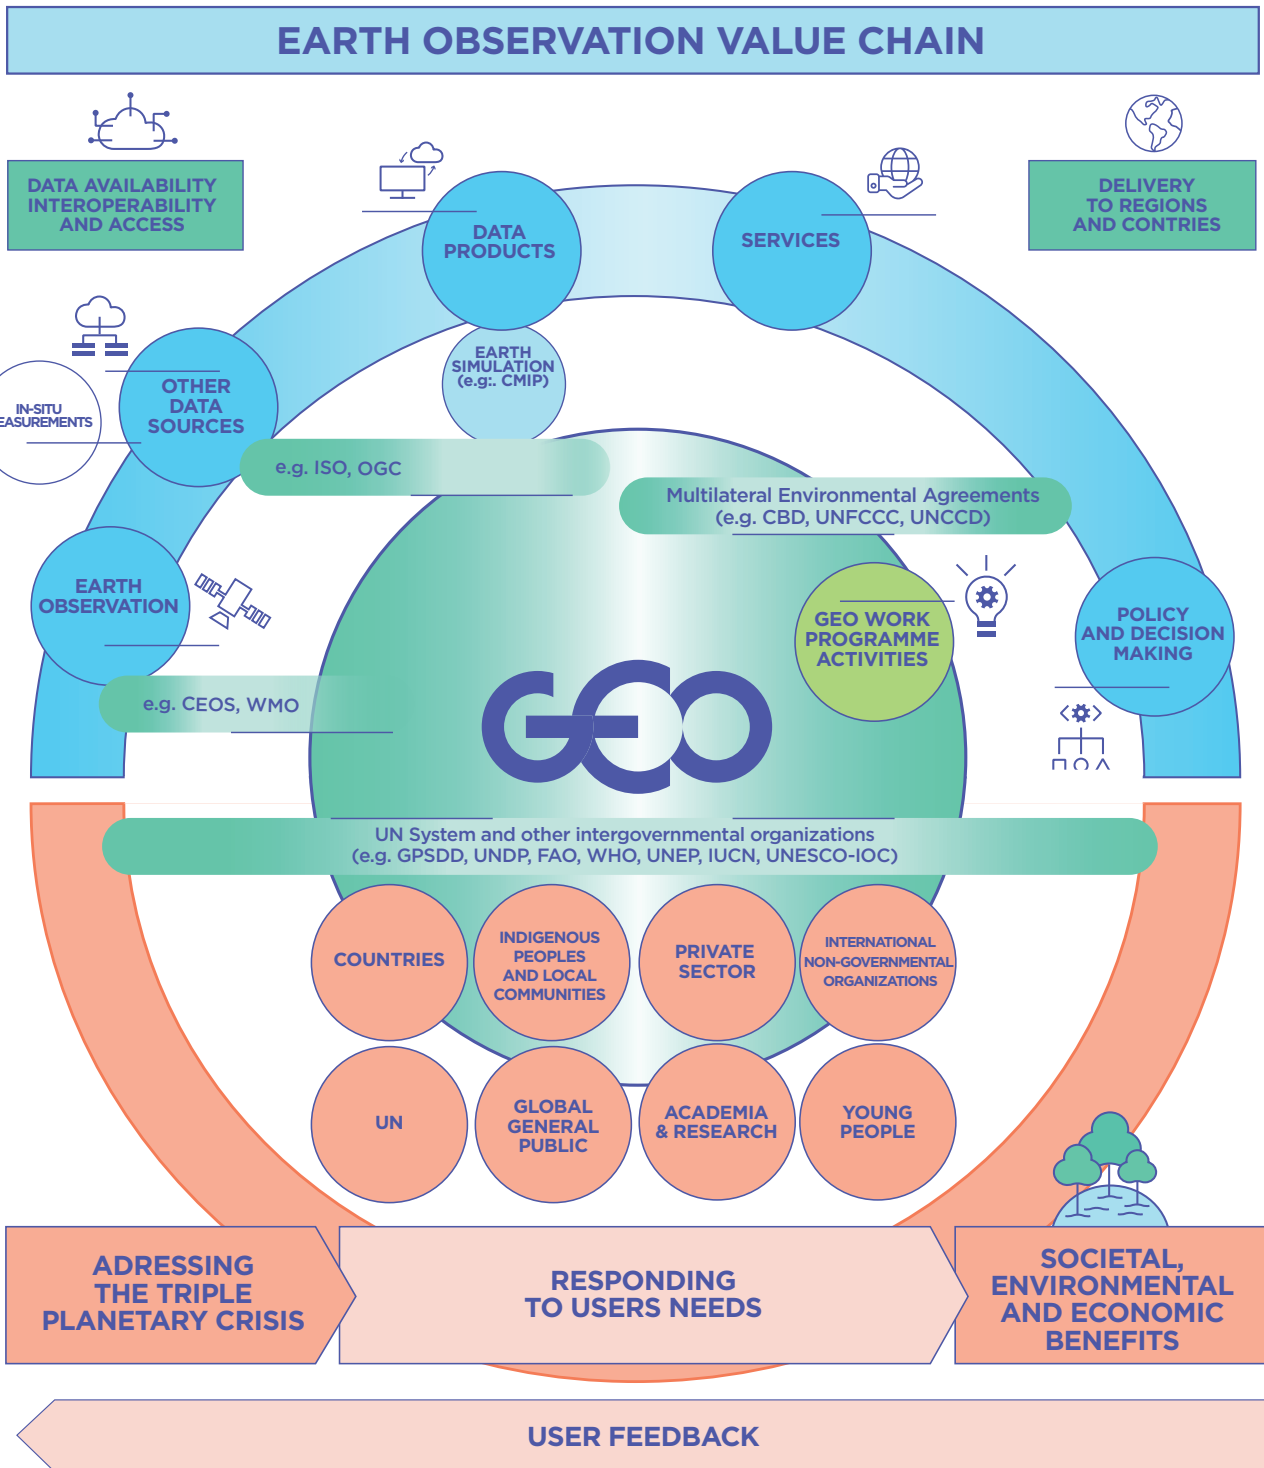 EARTH OBSERVATION VALUE CHAIN
DATA AVAILABILITY
INTEROPERABILITY
AND ACCESS
DELIVERY
TO REGIONS
AND CONTRIES
DATA
PRODUCTS
SERVICES
EARTH
SIMULATION
(e.g:. CMIP)
OTHER
DATA
SOURCES
IN-SITU
EASUREMENTS
e.g. ISO, OGC
Multilateral Environmental Agreements
(e.g. CBD, UNFCCC, UNCCD)
EARTH
OBSERVATION
GEO WORK
PROGRAMME
ACTIVITIES
POLICY
AND DECISION
MAKING
e.g. CEOS, WMO
GEO
UN System and other intergovernmental organizations
(e.g. GPSDD, UNDP, FAO, WHO, UNEP, IUCN, UNESCO-IOC)
COUNTRIES
INDIGENOUS
PEOPLES
AND LOCAL
COMMUNITIES
PRIVATE
SECTOR
INTERNATIONAL
NON-GOVERNMENTAL
ORGANIZATIONS
UN
GLOBAL
GENERAL
PUBLIC
ACADEMIA
& RESEARCH
YOUNG
PEOPLE
ADRESSING
THE TRIPLE
PLANETARY CRISIS
RESPONDING
TO USERS NEEDS
SOCIETAL,
ENVIRONMENTAL
AND ECONOMIC
BENEFITS
USER FEEDBACK